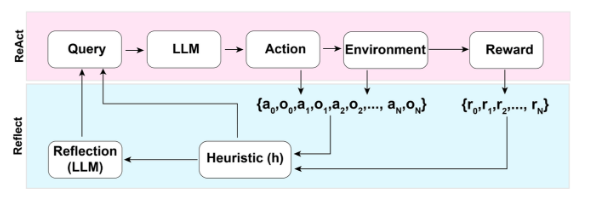 ReAct
Query
LLM
Action
Environment
Reward
{a0,o0,a1,o1,a2,o2,..., aN,oN}
{r0,r1,r2,..., rN}
Reflect
Reflection
(LLM)
Heuristic (h)